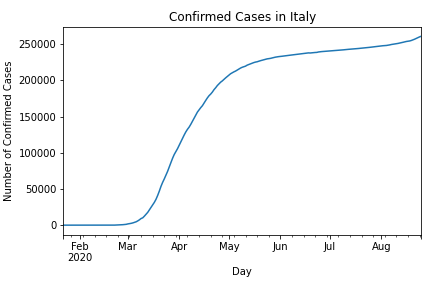 Confirmed Cases in Italy
Number of Confirmed Cases
250000
200000
150000
100000
50000
0
Feb Mar Apr May Jun Jul Aug
2020
Day